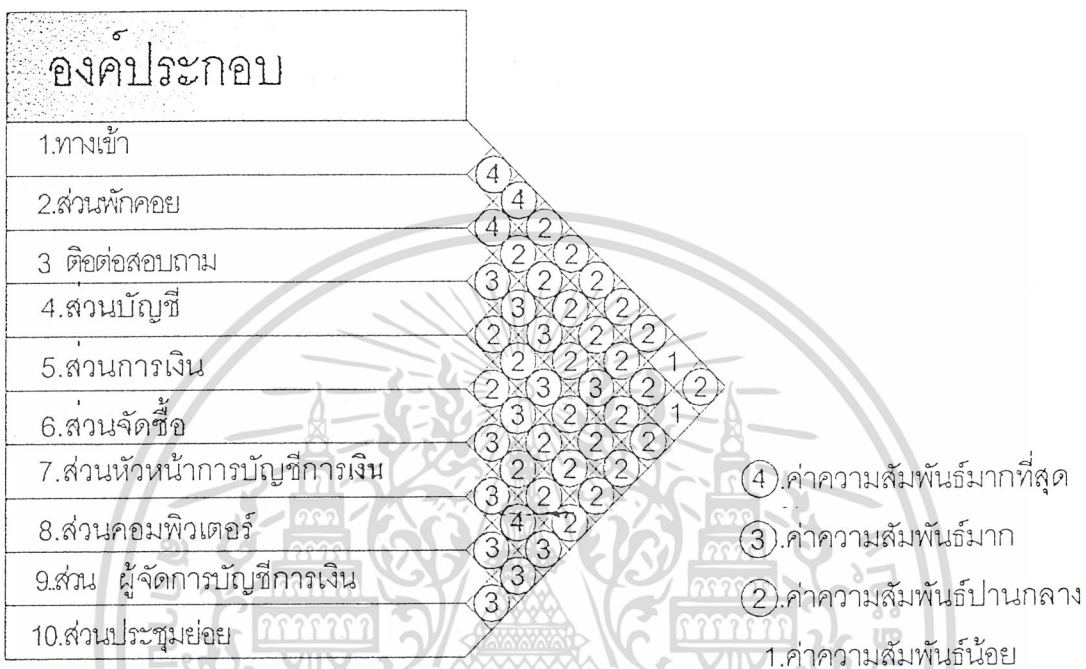 องค์ประกอบ
1.ทางเข้า
4
2.ส่วนพักคอย
4
4 2
3 ติอต่อสอบถาม
2 2
3 2 2
4.ส่วนบัญชี
3 2 2
2 3 2 2
5.ส่วนการเงิน
2 2 2 1
2 3 3 2 2
6.ส่วนจัดซื้อ
3 2 2 1
3 2 2 2
7.ส่วนหัวหน้าการบัญชีการเงิน
2 2 2
3 2 2
8.ส่วนคอมพิวเตอร์
4 2
3 3
9.ส่วน ผู้จัดการบัญชีการเงิน
3
3
10.ส่วนประชุมย่อย
4.ค่าความสัมพันธ์มากที่สุด
3.ค่าความสัมพันธ์มาก
2.ค่าความสัมพันธ์ปานกลาง
1.ค่าความสัมพันธ์น้อย